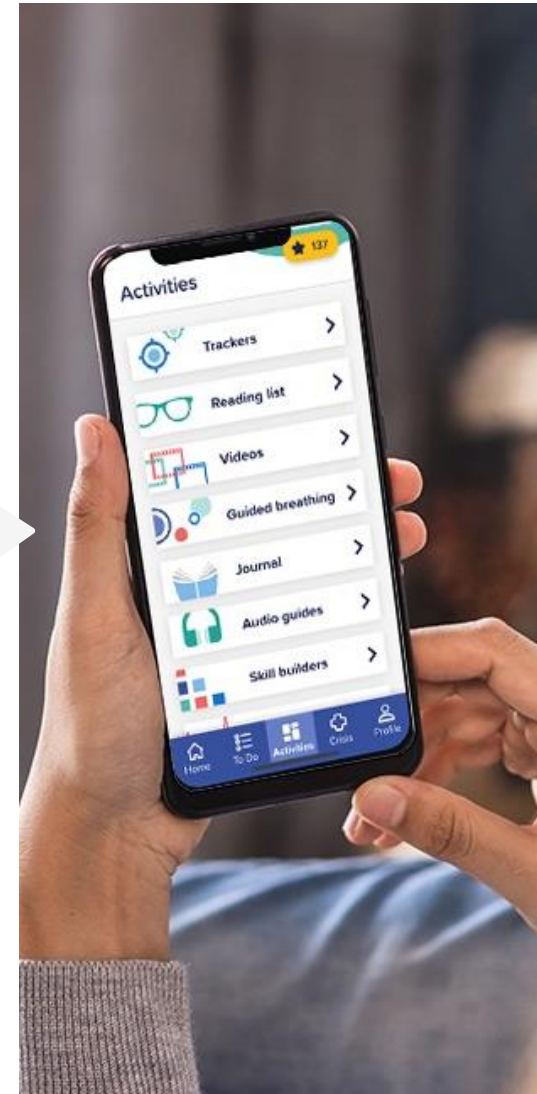 137
Activities
Trackers
Reading list
Videos
Guided breathing
Journal
Audio guides
Skill builders
Home To Do Activities Crisis Profile